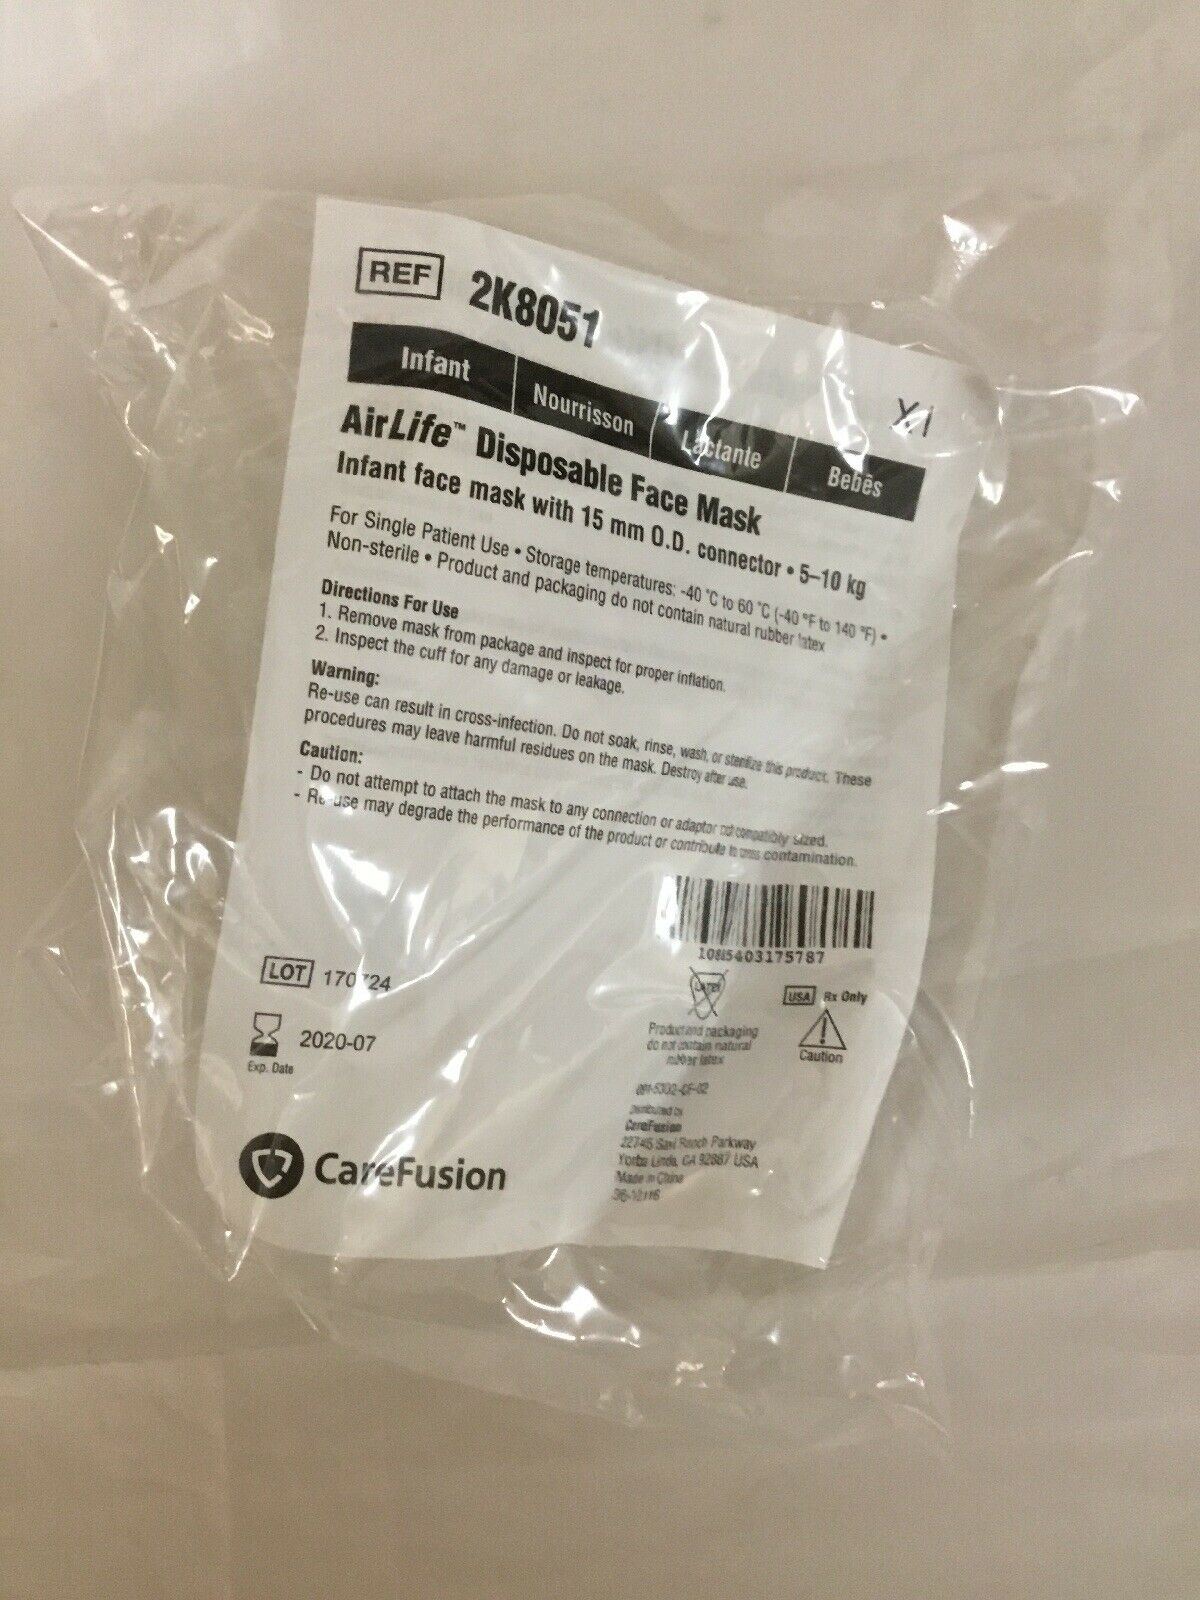 REF 2K8051
Y.1
Infant Nourrisson Lactante Bebês
AirLife™ Disposable Face Mask
Infant face mask with 15 mm O.D. connector • 5–10 kg
For Single Patient Use • Storage temperatures: -40 °C to 60 °C (-40 °F to 140 °F) •
Non-sterile • Product and packaging do not contain natural rubber latex
Directions For Use
1. Remove mask from package and inspect for proper inflation.
2. Inspect the cuff for any damage or leakage.
Warning:
Re-use can result in cross-infection. Do not soak, rinse, wash, or sterilize this product. These
procedures may leave harmful residues on the mask. Destroy after use.
Caution:
- Do not attempt to attach the mask to any connection or adaptor not compatibly sized.
- Re-use may degrade the performance of the product or contribute to cross contamination.
LOT 170724
2020-07
Exp. Date
CareFusion
LATEX
Product and packaging
do not contain natural
rubber latex
USA Rx Only
Caution
Distributed by
CareFusion
22745 Savi Ranch Parkway
Yorba Linda, CA 92887 USA
Made in China